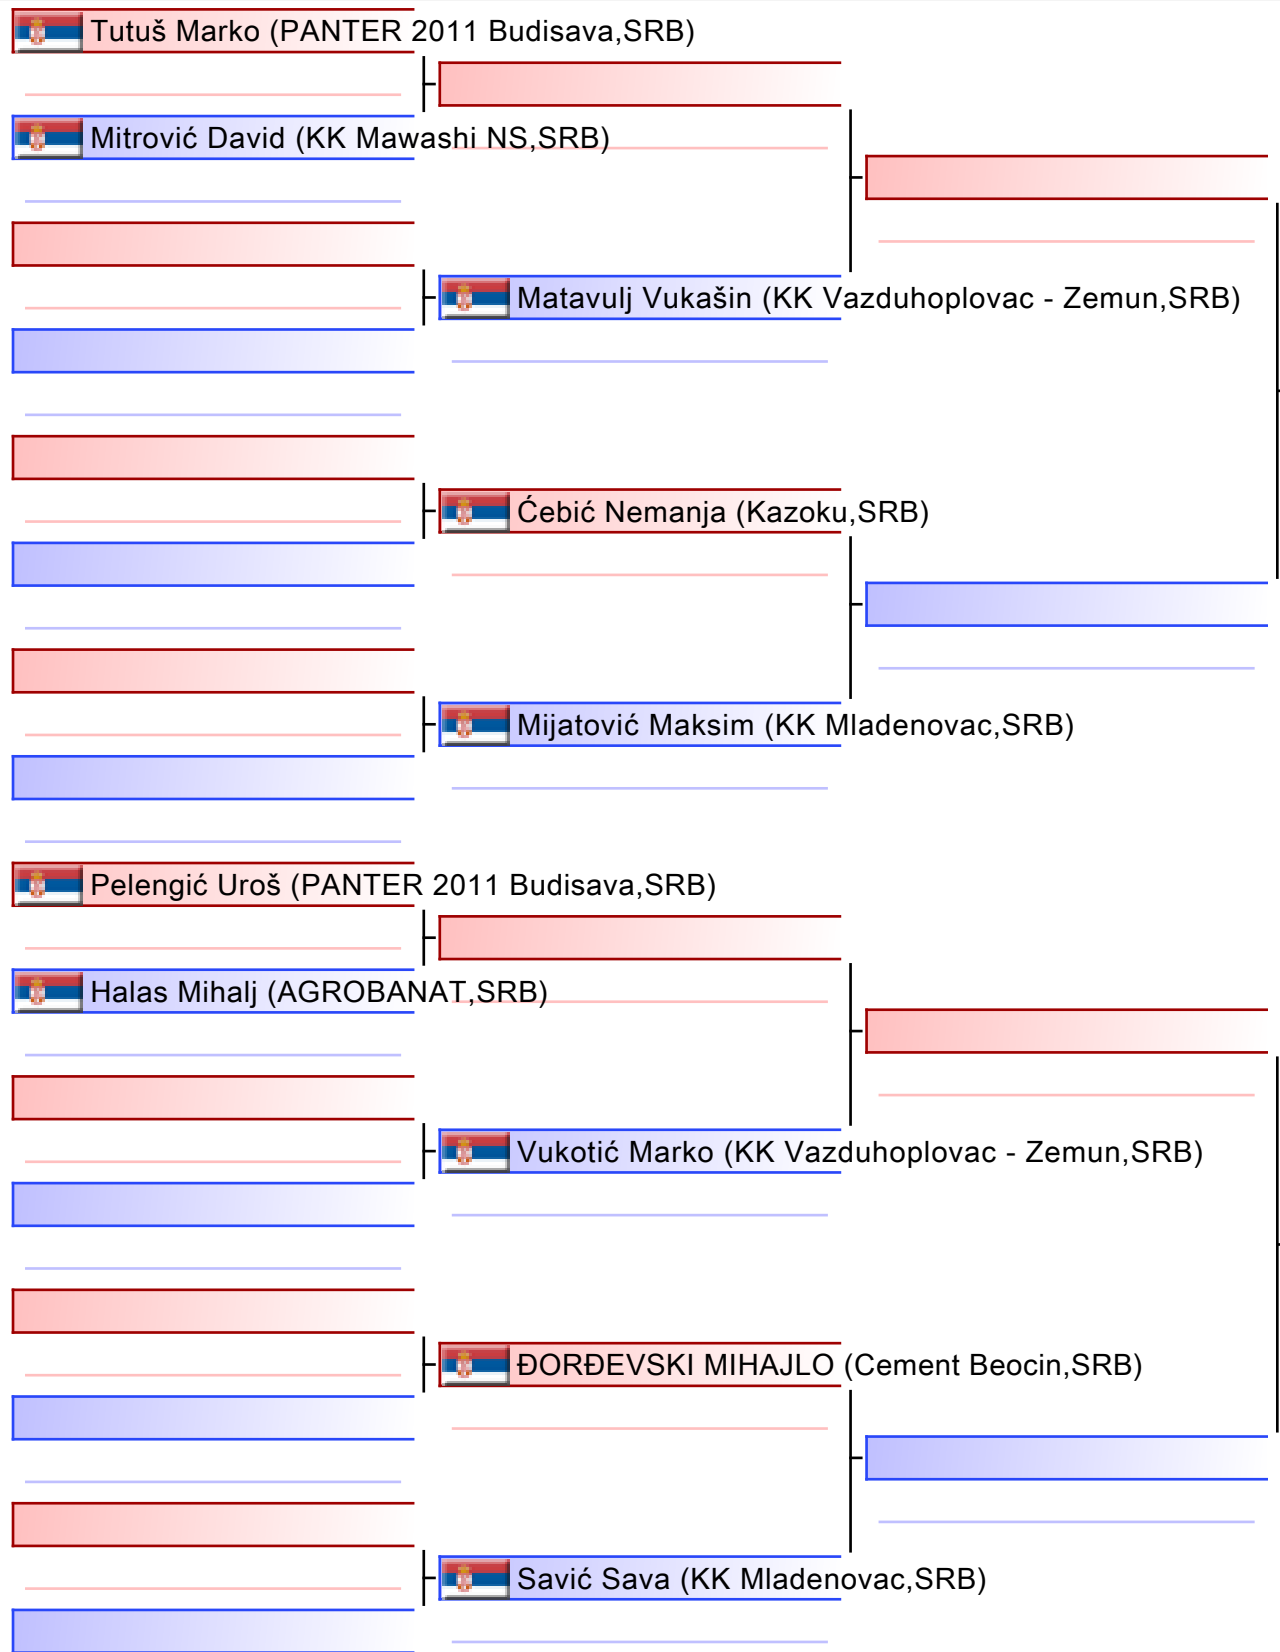 Tutuš Marko (PANTER 2011 Budisava,SRB)
Mitrović David (KK Mawashi NS,SRB)
Matavulj Vukašin (KK Vazduhoplovac - Zemun,SRB)
Ćebić Nemanja (Kazoku,SRB)
Mijatović Maksim (KK Mladenovac,SRB)
Pelengić Uroš (PANTER 2011 Budisava,SRB)
Halas Mihalj (AGROBANAT,SRB)
Vukotić Marko (KK Vazduhoplovac - Zemun,SRB)
ĐORĐEVSKI MIHAJLO (Cement Beocin,SRB)
Savić Sava (KK Mladenovac,SRB)